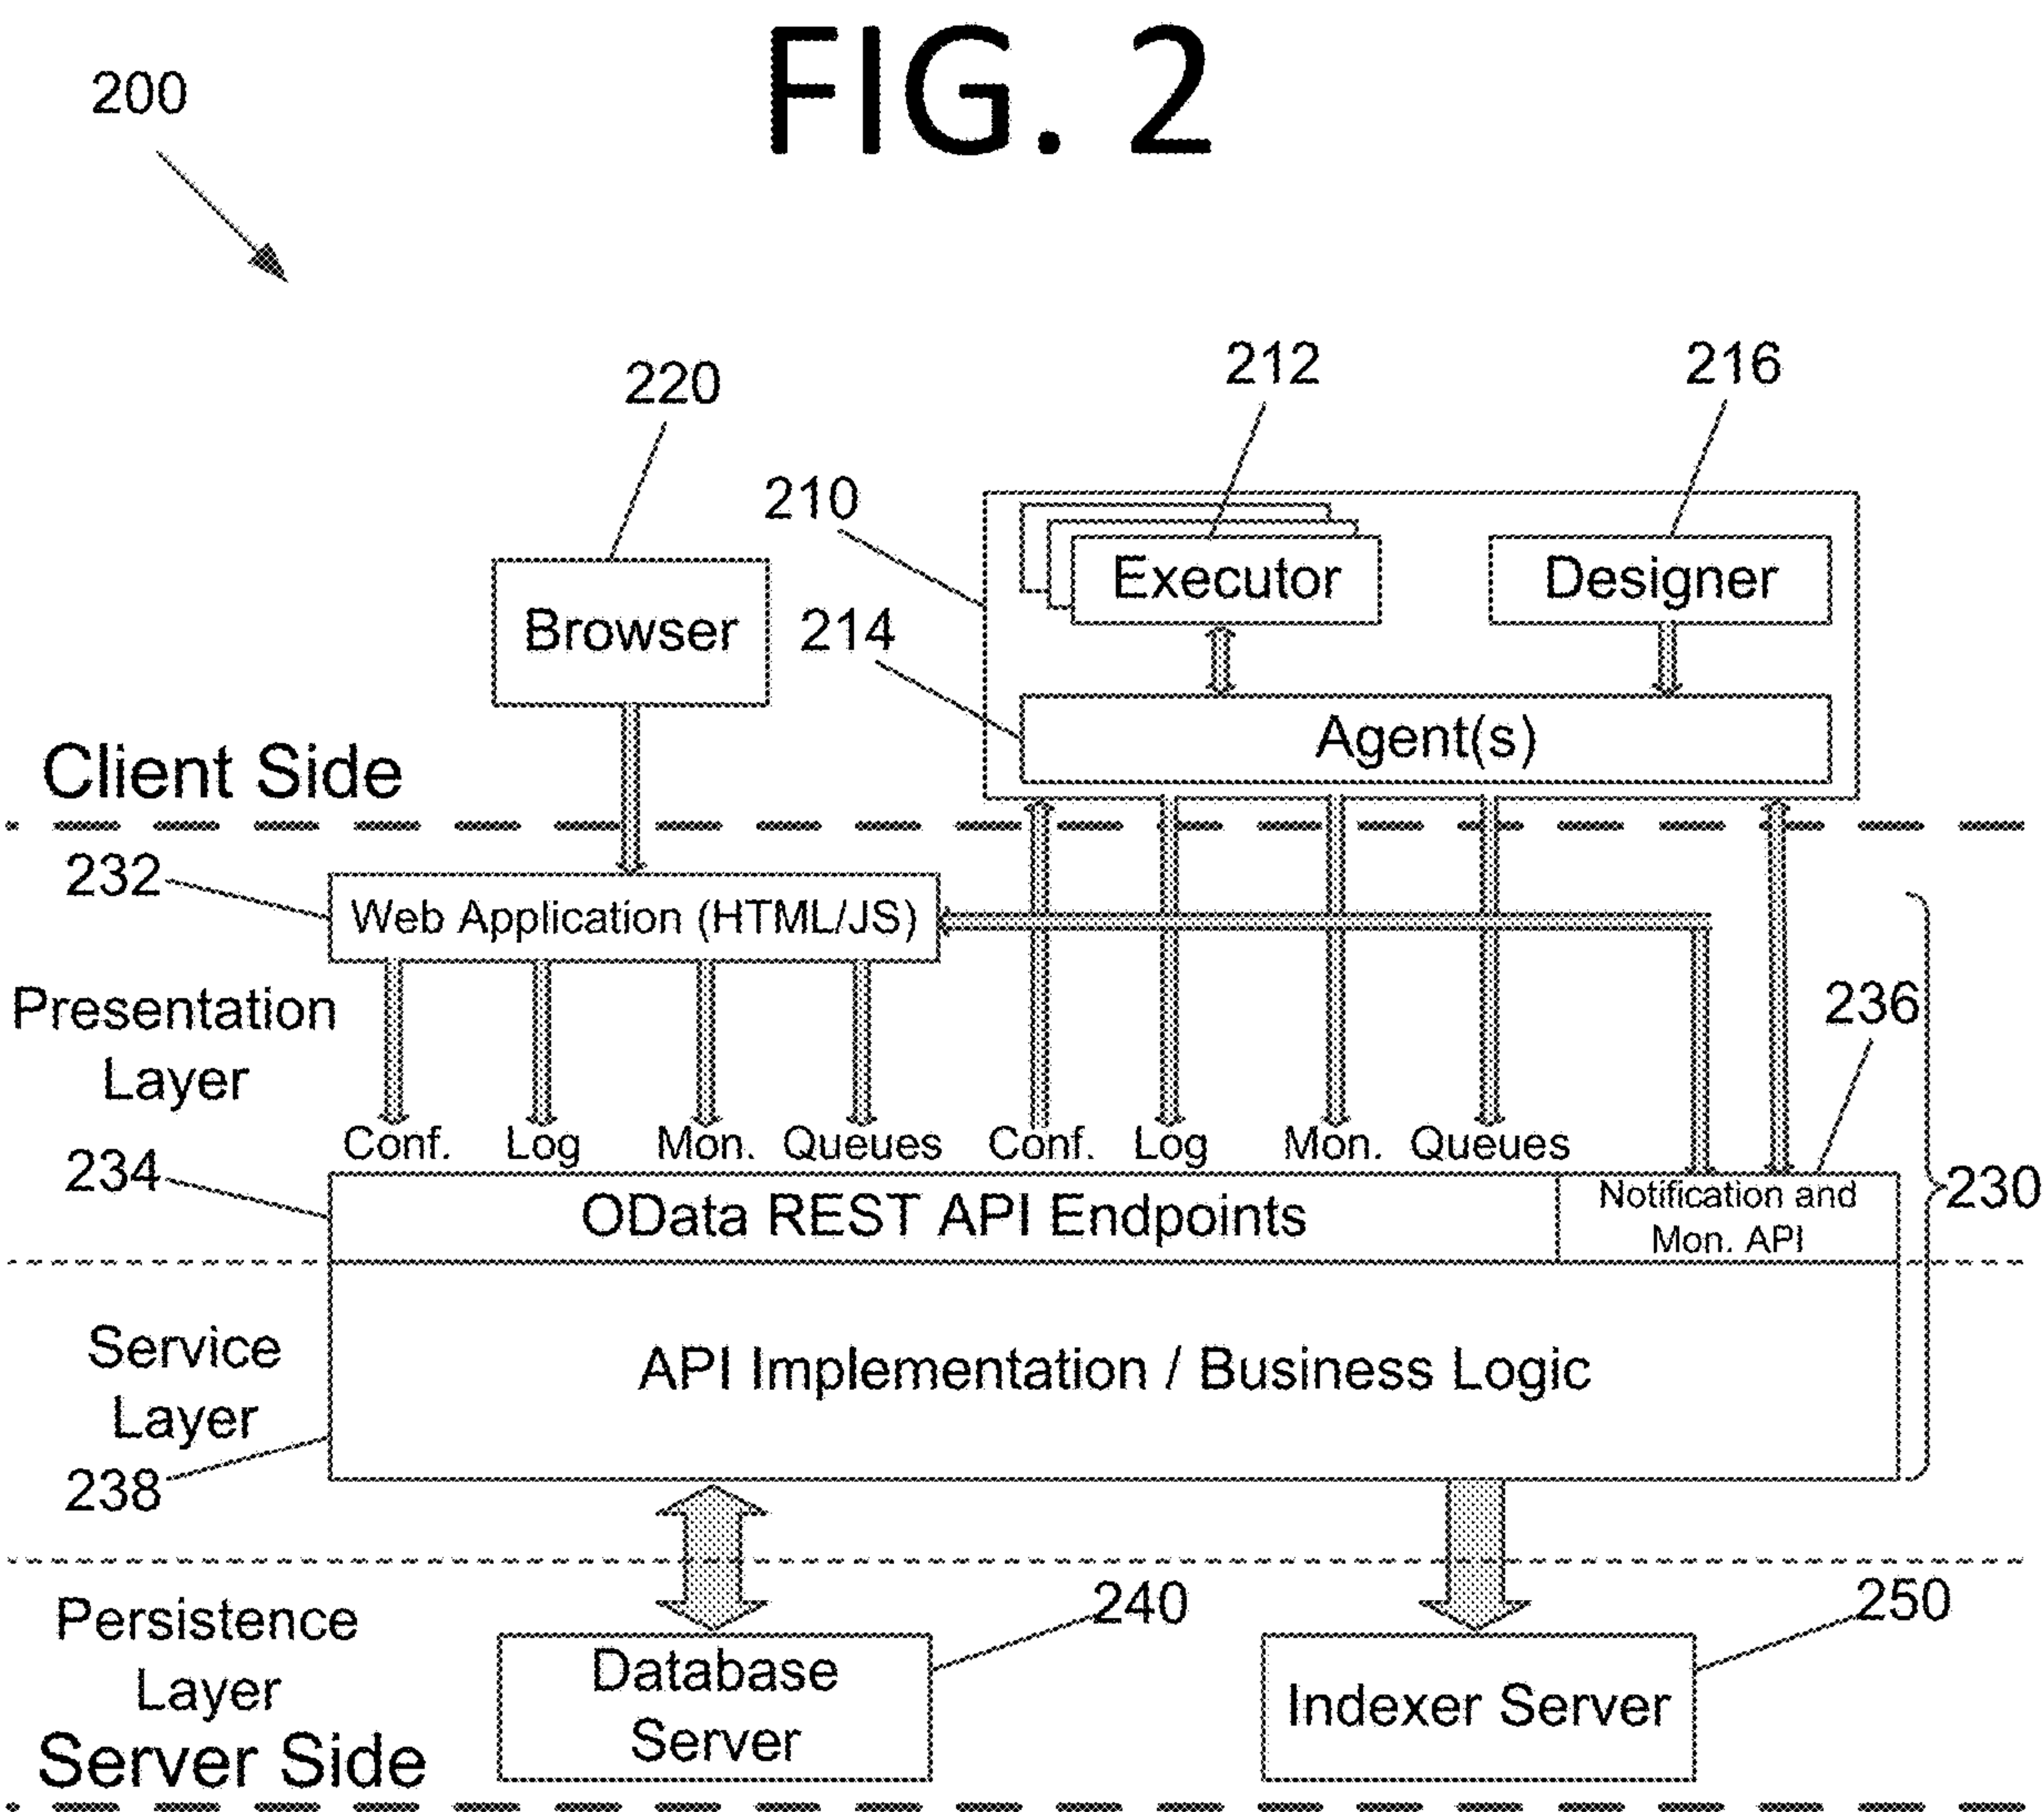 FIG. 2
200
220
212
216
210
Executor
Designer
Browser
214
Agent(s)
Client Side
232
Web Application (HTML/JS)
Presentation
Layer
236
Conf.
Log
Mon.
Queues
Conf.
Log
Mon.
Queues
234
OData REST API Endpoints
Notification and
Mon. API
230
Service
Layer
API Implementation / Business Logic
238
Persistence
Layer
240
250
Database
Server
Indexer Server
Server Side